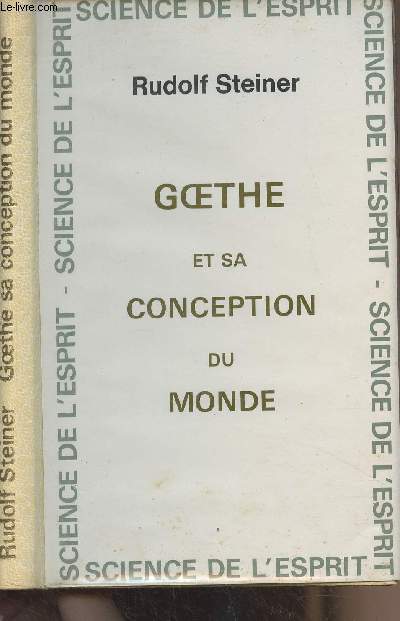 Le-livre.com
Rudolf Steiner Gœthe sa conception du monde
SCIENCE DE L'ESPRIT
SCIENCE DE L'ESPRIT - SCIENCE DE L'ESPRIT
SCIENCE DE L'ESPRIT - SCIENCE DE L'ESPRIT
Rudolf Steiner
GŒTHE
ET SA
CONCEPTION
DU
MONDE
SCIENCE DE L'ESPRIT